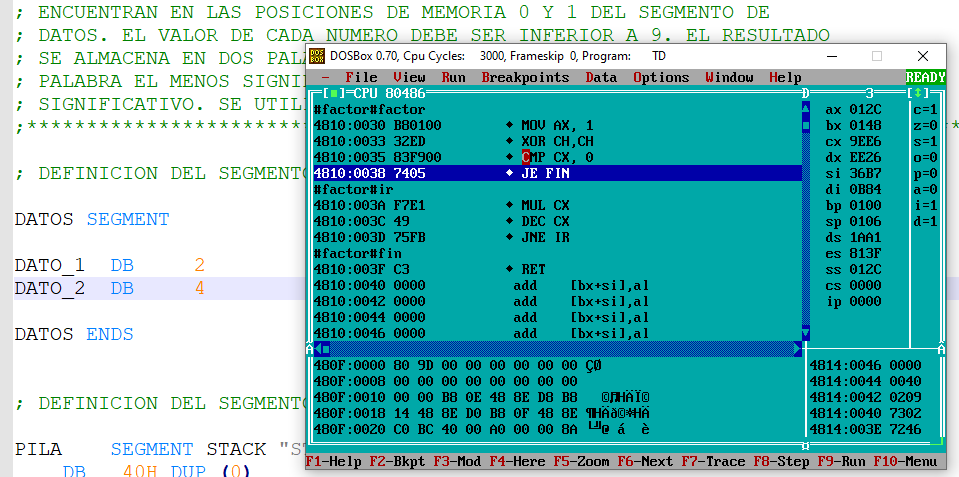 ; ENCUENTRAN EN LAS POSICIONES DE MEMORIA 0 Y 1 DEL SEGMENTO DE
; DATOS. EL VALOR DE CADA NUMERO DEBE SER INFERIOR A 9. EL RESULTADO
; SE ALMACENA EN DOS PALA
; PALABRA EL MENOS SIGNI
; SIGNIFICATIVO. SE UTIL
;************************
; DEFINICION DEL SEGMENTO
DATOS SEGMENT
DATO_1 DB 2
DATO_2 DB 4
DATOS ENDS
; DEFINICION DEL SEGMENTO
PILA SEGMENT STACK "S
DB 40H DUP (0)
DOSBox 0.70, Cpu Cycles: 3000, Frameskip 0, Program: TD
- File View Run Breakpoints Data Options Window Help READY
[■]=CPU 80486 D 3 [↕]
#factor#factor
4810:0030 B80100 ♦ MOV AX, 1
4810:0033 32ED ♦ XOR CH,CH
4810:0035 83F900 ♦ CMP CX, 0
4810:0038 7405 ♦ JE FIN
#factor#ir
4810:003A F7E1 ♦ MUL CX
4810:003C 49 ♦ DEC CX
4810:003D 75FB ♦ JNE IR
#factor#fin
4810:003F C3 ♦ RET
4810:0040 0000 add [bx+si],al
4810:0042 0000 add [bx+si],al
4810:0044 0000 add [bx+si],al
4810:0046 0000 add [bx+si],al
ax 012C c=1
bx 0148 z=0
cx 9EE6 s=1
dx EE26 o=0
si 36B7 p=0
di 0B84 a=0
bp 0100 i=1
sp 0106 d=1
ds 1AA1
es 813F
ss 012C
cs 0000
ip 0000
480F:0000 80 9D 00 00 00 00 00 00 ÇØ
480F:0008 00 00 00 00 00 00 00 00
480F:0010 00 00 B8 0E 48 8E D8 B8
480F:0018 14 48 8E D0 B8 0F 48 8E
480F:0020 C0 BC 40 00 A0 00 00 8A
4814:0046 0000
4814:0044 0040
4814:0042 0209
4814:0040 7302
4814:003E 7246
F1-Help F2-Bkpt F3-Mod F4-Here F5-Zoom F6-Next F7-Trace F8-Step F9-Run F10-Menu